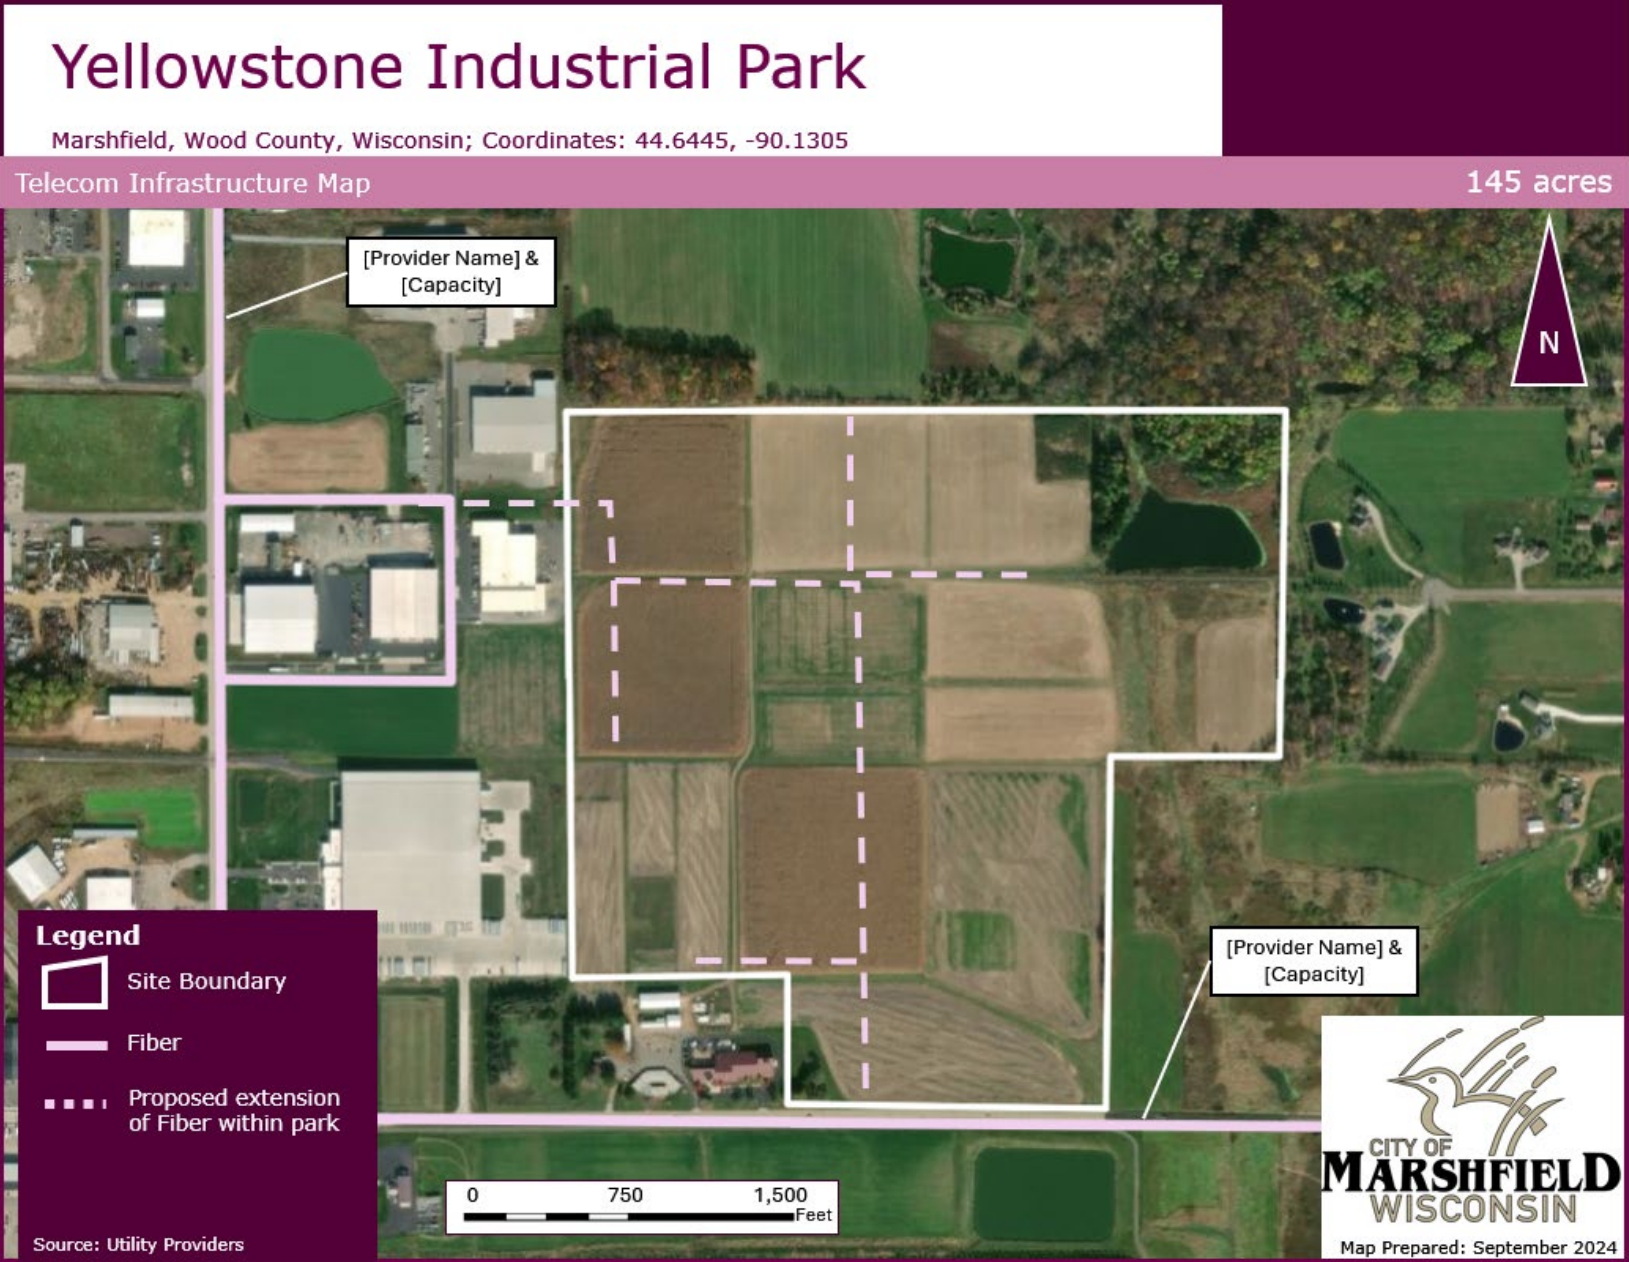 Yellowstone Industrial Park
Marshfield, Wood County, Wisconsin; Coordinates: 44.6445, -90.1305
Telecom Infrastructure Map
145 acres
[Provider Name] &
[Capacity]
N
[Provider Name] &
[Capacity]
Legend
Site Boundary
Fiber
Proposed extension
of Fiber within park
Source: Utility Providers
0 750 1,500
Feet
CITY OF
MARSHFIELD
WISCONSIN
Map Prepared: September 2024